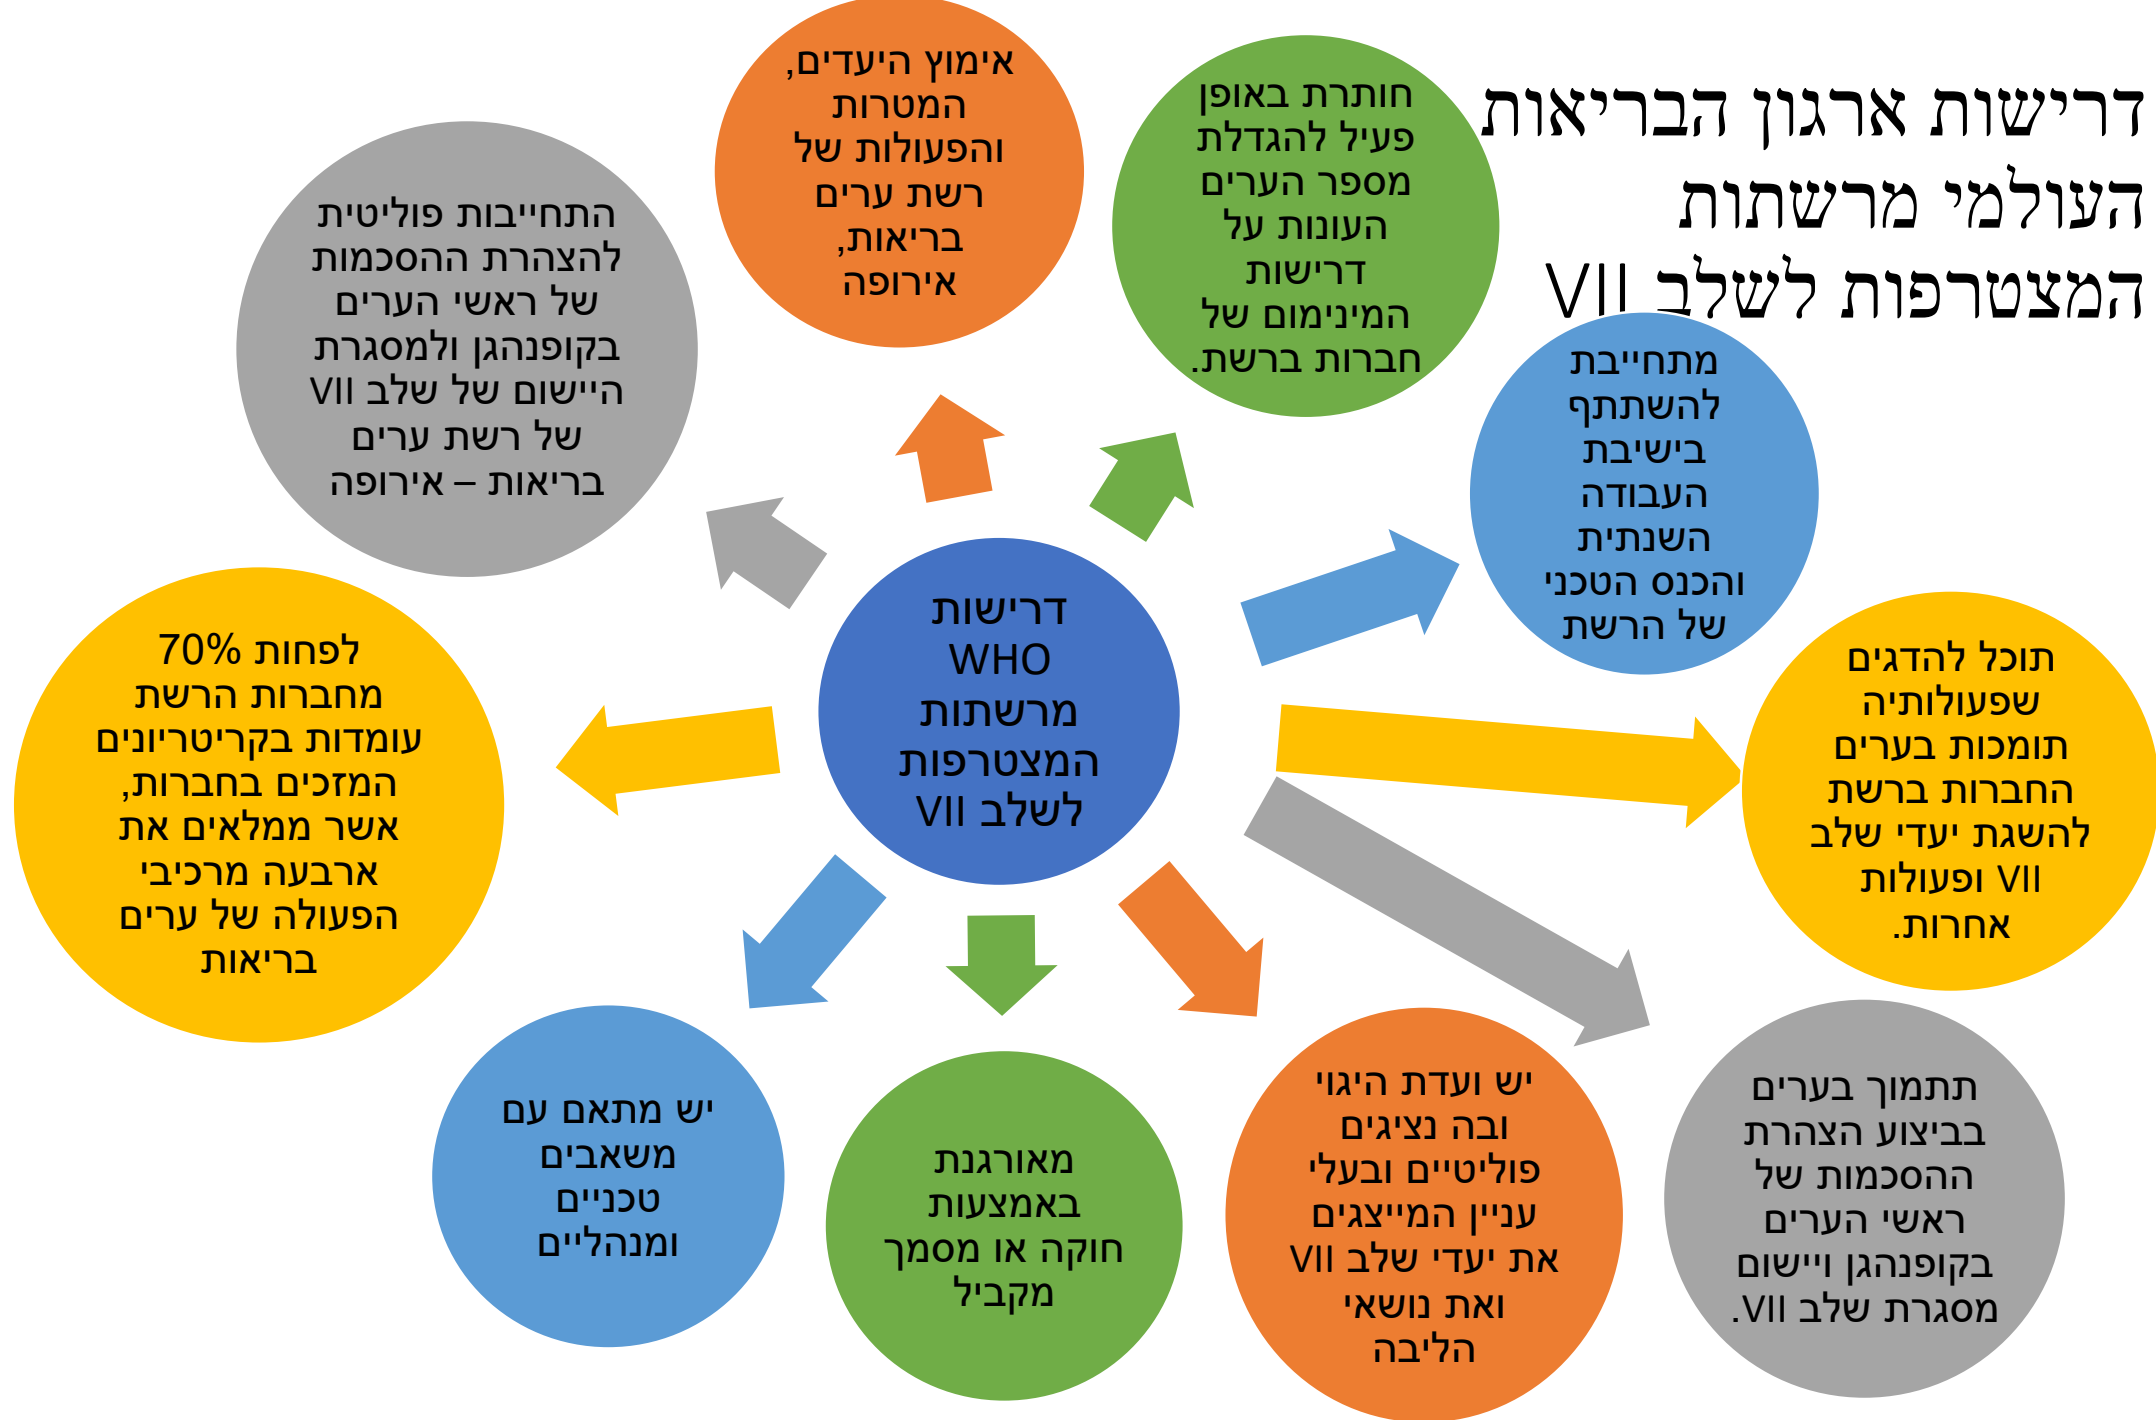 דרישות ארגון הבריאות
העולמי מרשתות
המצטרפות לשלב VII
דרישות
WHO
מרשתות
המצטרפות
לשלב VII
חותרת באופן
פעיל להגדלת
מספר הערים
העונות על
דרישות
המינימום של
חברות ברשת.
מתחייבת
להשתתף
בישיבת
העבודה
השנתית
והכנס הטכני
של הרשת
תוכל להדגים
שפעולותיה
תומכות בערים
החברות ברשת
להשגת יעדי שלב
VII ופעולות
אחרות.
תתמוך בערים
בביצוע הצהרת
ההסכמות של
ראשי הערים
בקופנהגן ויישום
מסגרת שלב VII.
יש ועדת היגוי
ובה נציגים
פוליטיים ובעלי
עניין המייצגים
את יעדי שלב VII
ואת נושאי
הליבה
מאורגנת
באמצעות
חוקה או מסמך
מקביל
יש מתאם עם
משאבים
טכניים
ומנהליים
לפחות 70%
מחברות הרשת
עומדות בקריטריונים
המזכים בחברות,
אשר ממלאים את
ארבעה מרכיבי
הפעולה של ערים
בריאות
התחייבות פוליטית
להצהרת ההסכמות
של ראשי הערים
בקופנהגן ולמסגרת
היישום של שלב VII
של רשת ערים
בריאות – אירופה
אימוץ היעדים,
המטרות
והפעולות של
רשת ערים
בריאות,
אירופה